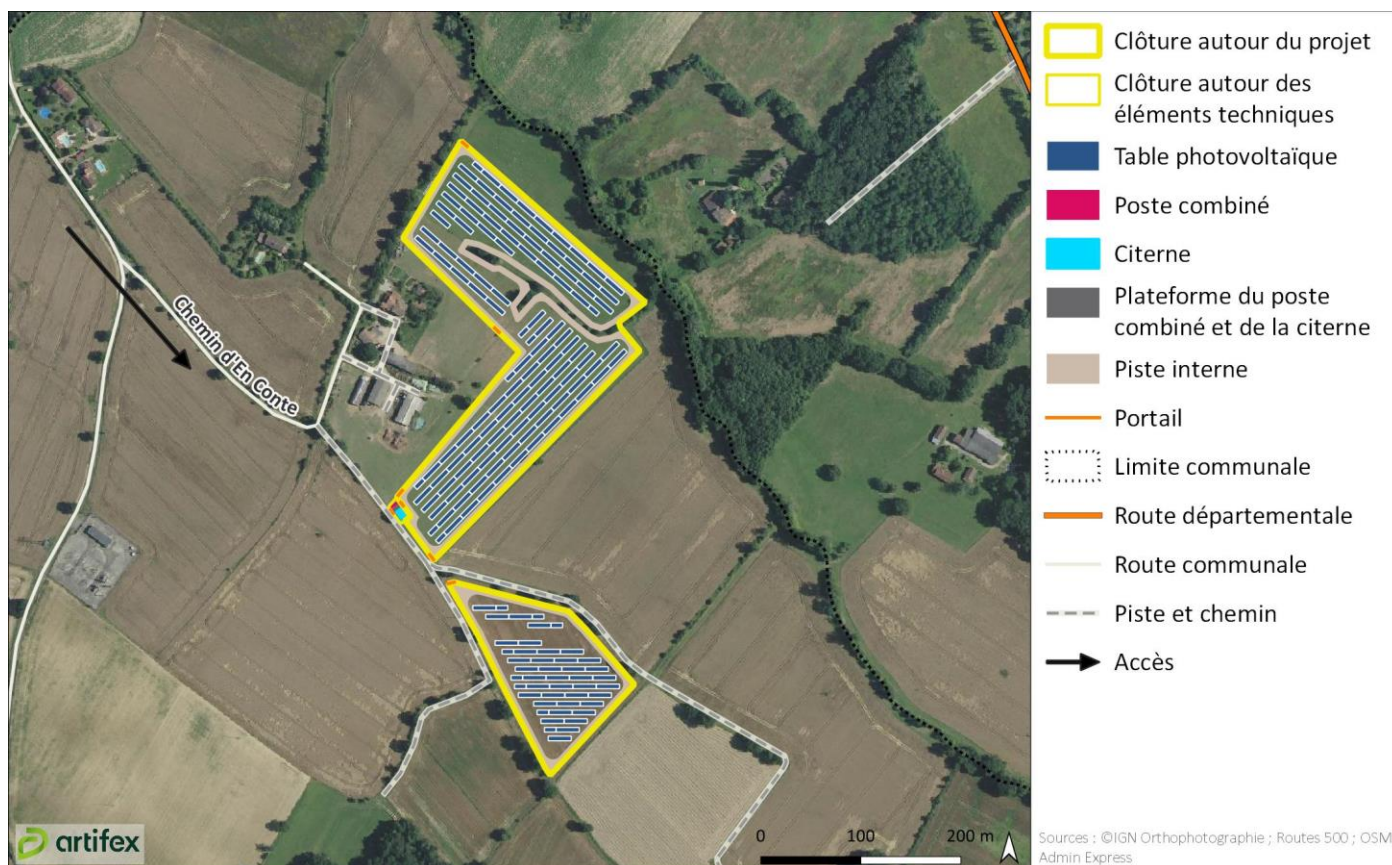 Chemin d'En Conte
artifex
0 100 200 m
Clôture autour du projet
Clôture autour des
éléments techniques
Table photovoltaïque
Poste combiné
Citerne
Plateforme du poste
combiné et de la citerne
Piste interne
Portail
Limite communale
Route départementale
Route communale
Piste et chemin
Accès
Sources : ©IGN Orthophotographie ; Routes 500 ; OSM
Admin Express